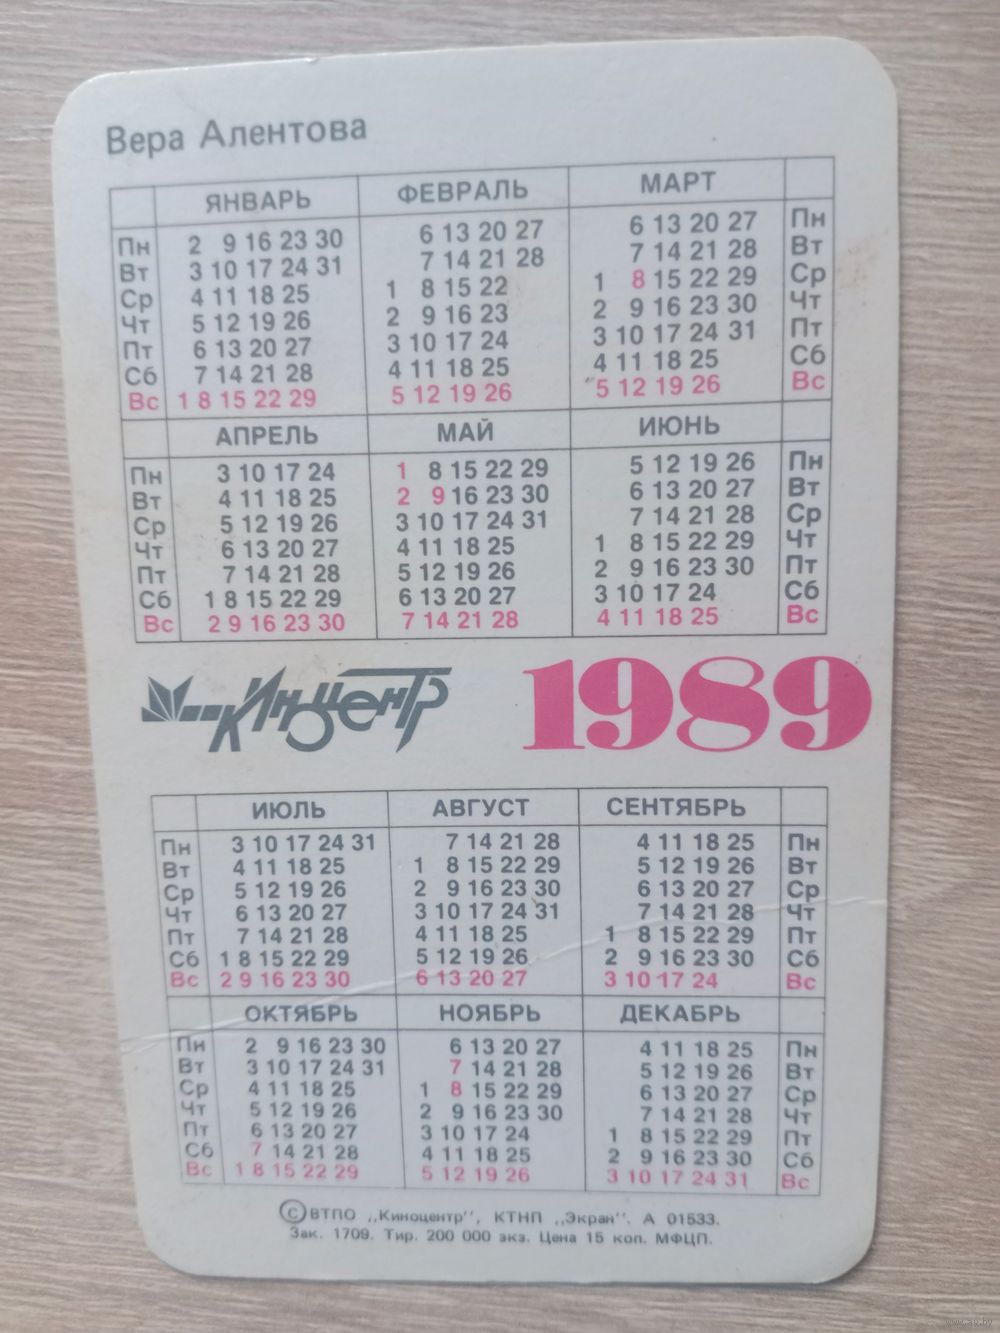 Вера Алентова
ЯНВАРЬ ФЕВРАЛЬ МАРТ
Пн 2 9 16 23 30 6 13 20 27 6 13 20 27 Пн
Вт 3 10 17 24 31 7 14 21 28 7 14 21 28 Вт
Ср 4 11 18 25 1 8 15 22 1 8 15 22 29 Ср
Чт 5 12 19 26 2 9 16 23 2 9 16 23 30 Чт
Пт 6 13 20 27 3 10 17 24 3 10 17 24 31 Пт
Сб 7 14 21 28 4 11 18 25 4 11 18 25 Сб
Вс 1 8 15 22 29 5 12 19 26 5 12 19 26 Вс
АПРЕЛЬ МАЙ ИЮНЬ
Пн 3 10 17 24 1 8 15 22 29 5 12 19 26 Пн
Вт 4 11 18 25 2 9 16 23 30 6 13 20 27 Вт
Ср 5 12 19 26 3 10 17 24 31 7 14 21 28 Ср
Чт 6 13 20 27 4 11 18 25 1 8 15 22 29 Чт
Пт 7 14 21 28 5 12 19 26 2 9 16 23 30 Пт
Сб 1 8 15 22 29 6 13 20 27 3 10 17 24 Сб
Вс 2 9 16 23 30 7 14 21 28 4 11 18 25 Вс
Киноцентр 1989
ИЮЛЬ АВГУСТ СЕНТЯБРЬ
Пн 3 10 17 24 31 7 14 21 28 4 11 18 25 Пн
Вт 4 11 18 25 1 8 15 22 29 5 12 19 26 Вт
Ср 5 12 19 26 2 9 16 23 30 6 13 20 27 Ср
Чт 6 13 20 27 3 10 17 24 31 7 14 21 28 Чт
Пт 7 14 21 28 4 11 18 25 1 8 15 22 29 Пт
Сб 1 8 15 22 29 5 12 19 26 2 9 16 23 30 Сб
Вс 2 9 16 23 30 6 13 20 27 3 10 17 24 Вс
ОКТЯБРЬ НОЯБРЬ ДЕКАБРЬ
Пн 2 9 16 23 30 6 13 20 27 4 11 18 25 Пн
Вт 3 10 17 24 31 7 14 21 28 5 12 19 26 Вт
Ср 4 11 18 25 1 8 15 22 29 6 13 20 27 Ср
Чт 5 12 19 26 2 9 16 23 30 7 14 21 28 Чт
Пт 6 13 20 27 3 10 17 24 1 8 15 22 29 Пт
Сб 7 14 21 28 4 11 18 25 2 9 16 23 30 Сб
Вс 1 8 15 22 29 5 12 19 26 3 10 17 24 31 Вс
© ВТПО „Киноцентр", КТНП „Экран". А 01533.
Зак. 1709. Тир. 200 000 экз. Цена 15 коп. МФЦП.